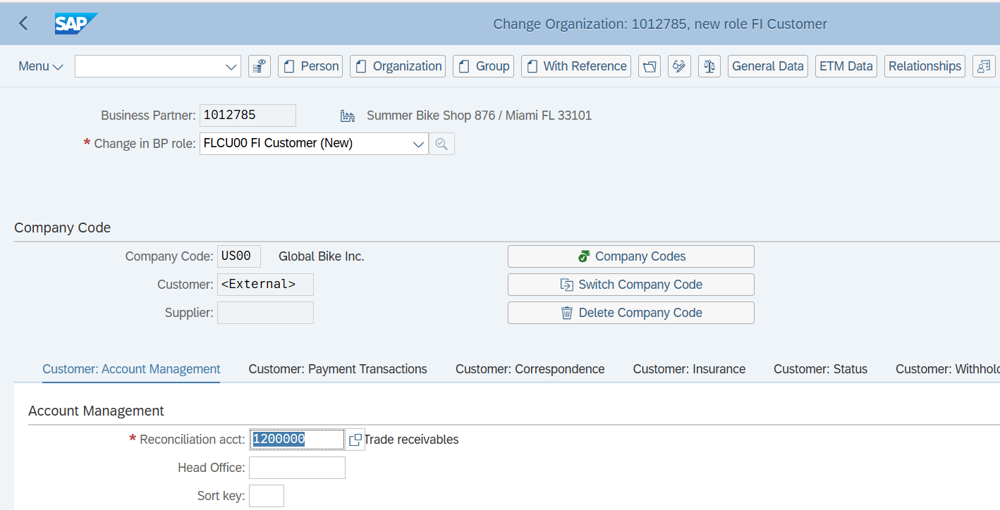 SAP Change Organization: 1012785, new role FI Customer
Menu Person Organization Group With Reference General Data ETM Data Relationships
Business Partner: 1012785 Summer Bike Shop 876 / Miami FL 33101
* Change in BP role: FLCU00 FI Customer (New)
Company Code
Company Code: US00 Global Bike Inc. Company Codes
Customer: <External> Switch Company Code
Supplier: Delete Company Code
Customer: Account Management Customer: Payment Transactions Customer: Correspondence Customer: Insurance Customer: Status Customer: Withhol
Account Management
* Reconciliation acct: 1200000 Trade receivables
Head Office:
Sort key: